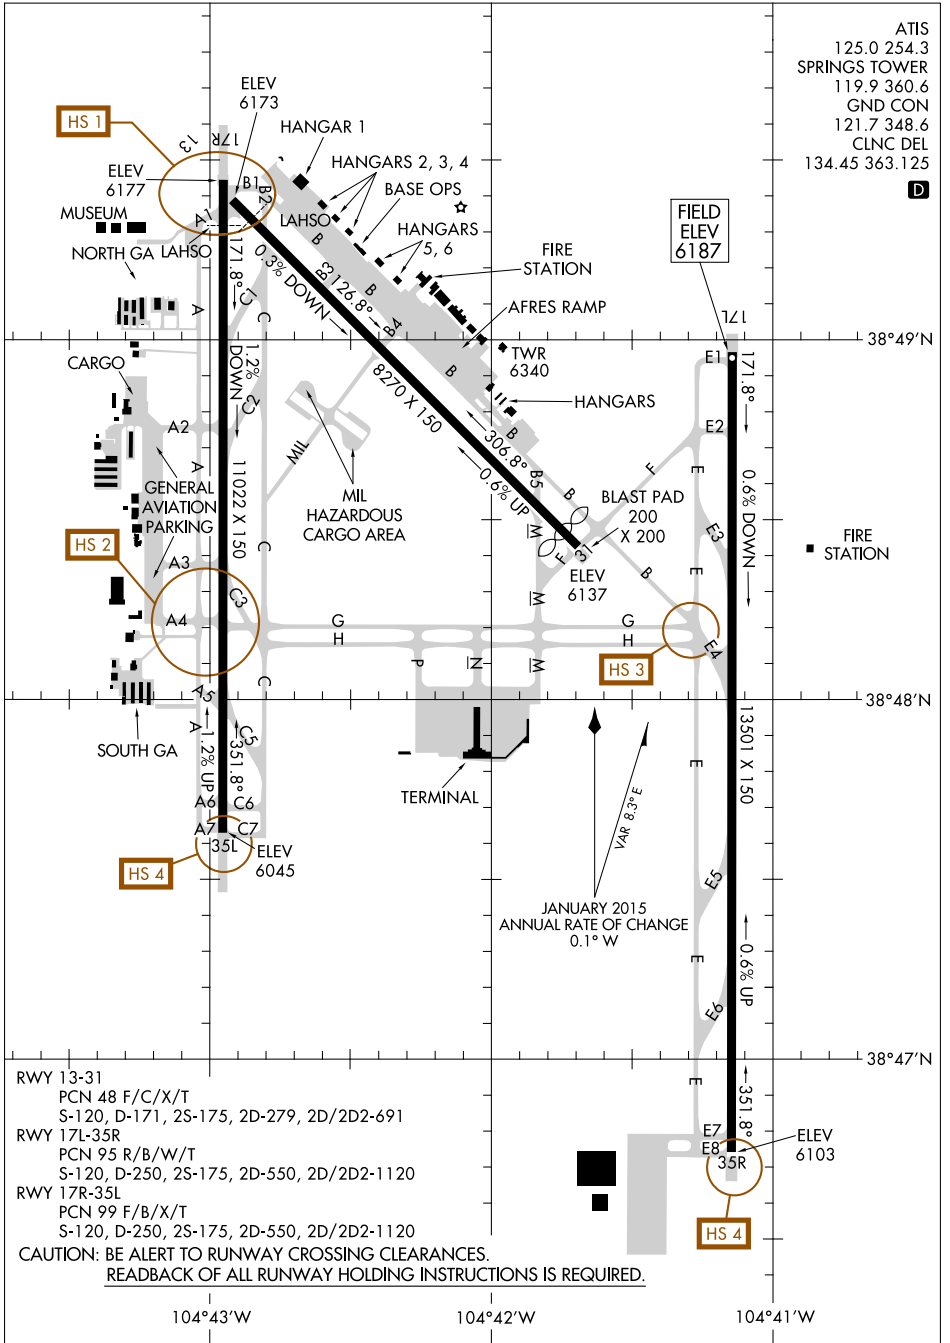 ATIS
125.0 254.3
SPRINGS TOWER
119.9 360.6
GND CON
121.7 348.6
CLNC DEL
134.45 363.125
D
HS 1
ELEV
6173
HANGAR 1
13
17R
HANGARS 2, 3, 4
ELEV
6177
B1
B2
BASE OPS
MUSEUM
A1
LAHSO
HANGARS
5, 6
FIELD
ELEV
6187
NORTH GA
LAHSO
B
FIRE
STATION
171.8°
0.3% DOWN
B3
126.8°
B
A
C1
C
B4
AFRES RAMP
17L
38°49'N
TWR
6340
E1
CARGO
1.2%
DOWN
C2
8270 X 150
B
171.8°
HANGARS
A2
MIL
306.8°
B
E2
A
0.6% UP
B5
F
E
GENERAL
AVIATION
PARKING
11022 X 150
MIL
HAZARDOUS
CARGO AREA
B
BLAST PAD
200
X 200
0.6% DOWN
HS 2
C
M
E3
FIRE
STATION
A3
F
31
ELEV
6137
B
E
C3
M
A4
G
G
H
H
E4
HS 3
P
N
M
C
A5
38°48'N
SOUTH GA
A
1.2% UP
351.8°
C5
13501 X 150
TERMINAL
E
VAR 8.3° E
A6
C6
A7
C7
35L
ELEV
6045
HS 4
E5
JANUARY 2015
ANNUAL RATE OF CHANGE
0.1° W
E
0.6% UP
E6
38°47'N
E
351.8°
E7
E8
35R
ELEV
6103
HS 4
RWY 13-31
PCN 48 F/C/X/T
S-120, D-171, 2S-175, 2D-279, 2D/2D2-691
RWY 17L-35R
PCN 95 R/B/W/T
S-120, D-250, 2S-175, 2D-550, 2D/2D2-1120
RWY 17R-35L
PCN 99 F/B/X/T
S-120, D-250, 2S-175, 2D-550, 2D/2D2-1120
CAUTION: BE ALERT TO RUNWAY CROSSING CLEARANCES.
READBACK OF ALL RUNWAY HOLDING INSTRUCTIONS IS REQUIRED.
104°43'W
104°42'W
104°41'W